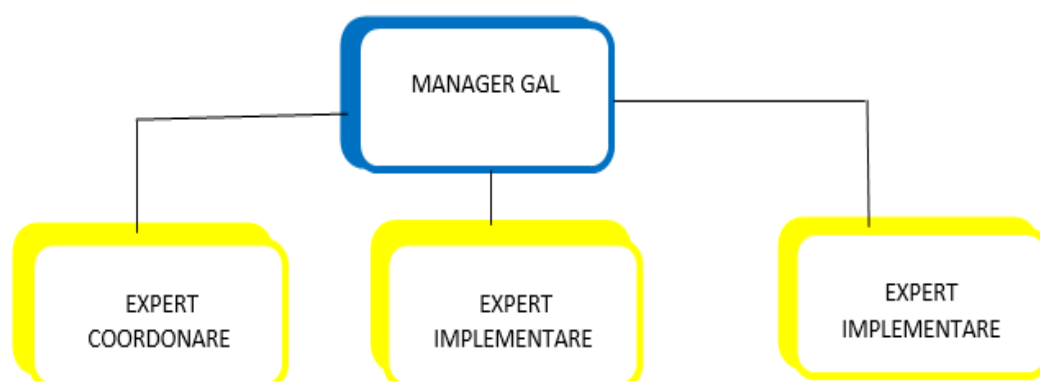 MANAGER GAL
EXPERT
COORDONARE
EXPERT
IMPLEMENTARE
EXPERT
IMPLEMENTARE